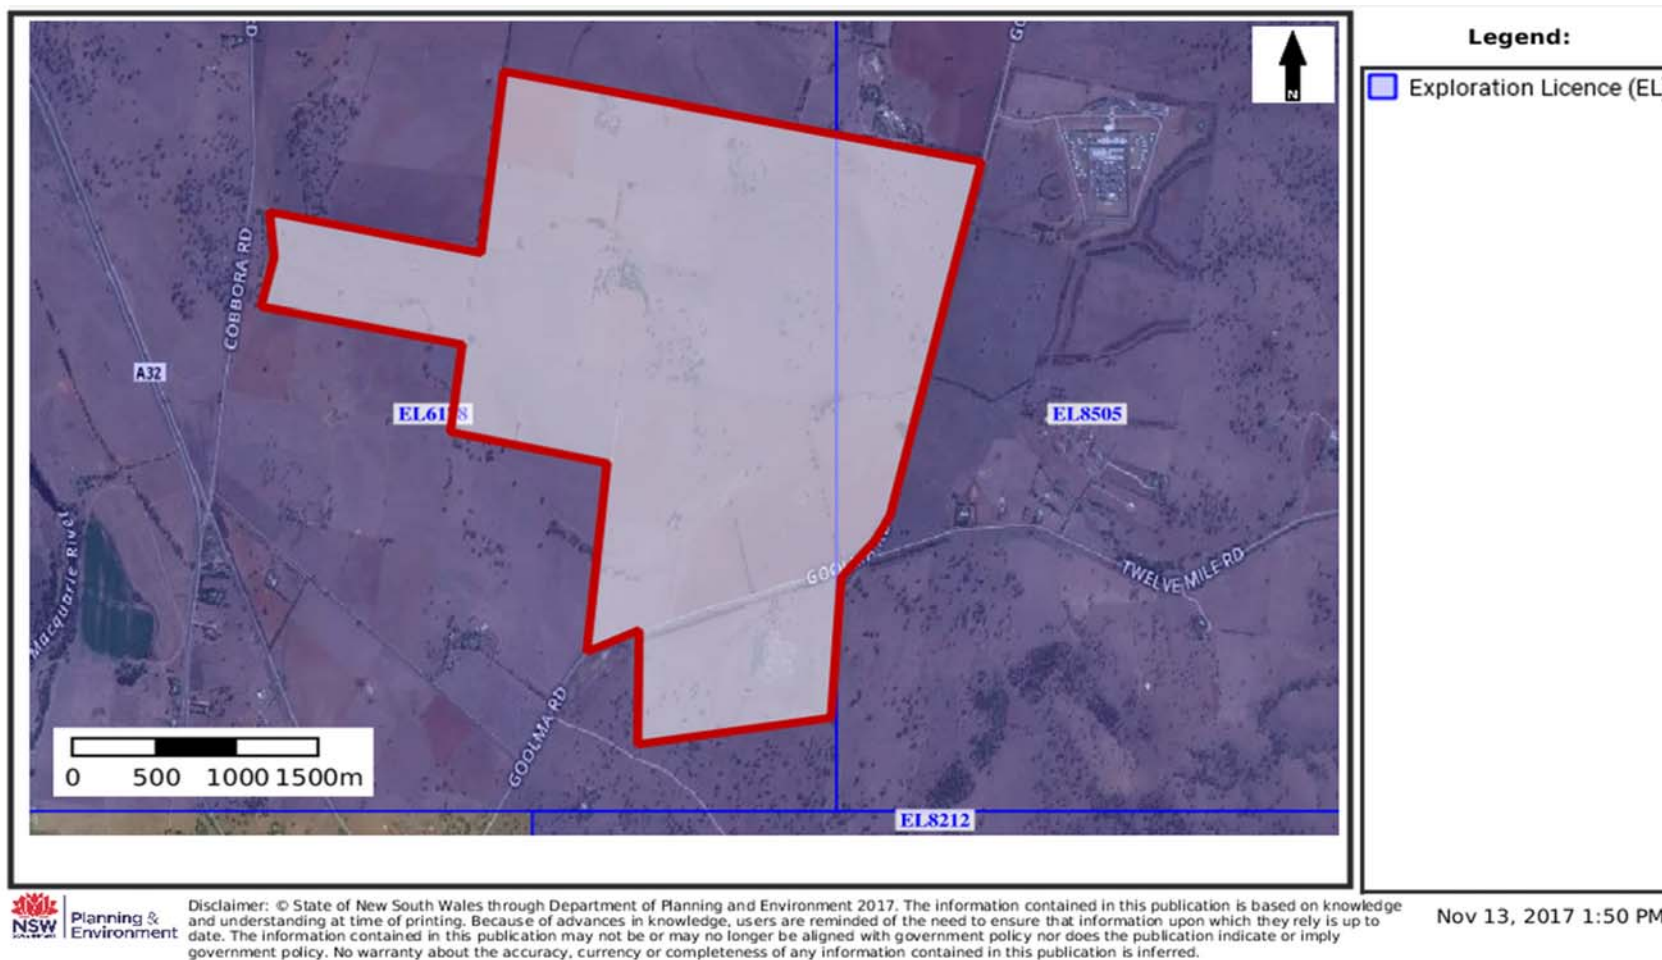 Legend:
Exploration Licence (EL
N
COBBORA RD
A32
EL8505
TWELVE MILE RD
Macquarie River
GOOLMA RD
0 500 1000 1500m
EL8212
NSW
Planning &
Environment
Disclaimer: © State of New South Wales through Department of Planning and Environment 2017. The information contained in this publication is based on knowledge
and understanding at time of printing. Because of advances in knowledge, users are reminded of the need to ensure that information upon which they rely is up to
date. The information contained in this publication may not be or may no longer be aligned with government policy nor does the publication indicate or imply
government policy. No warranty about the accuracy, currency or completeness of any information contained in this publication is inferred.
Nov 13, 2017 1:50 PM